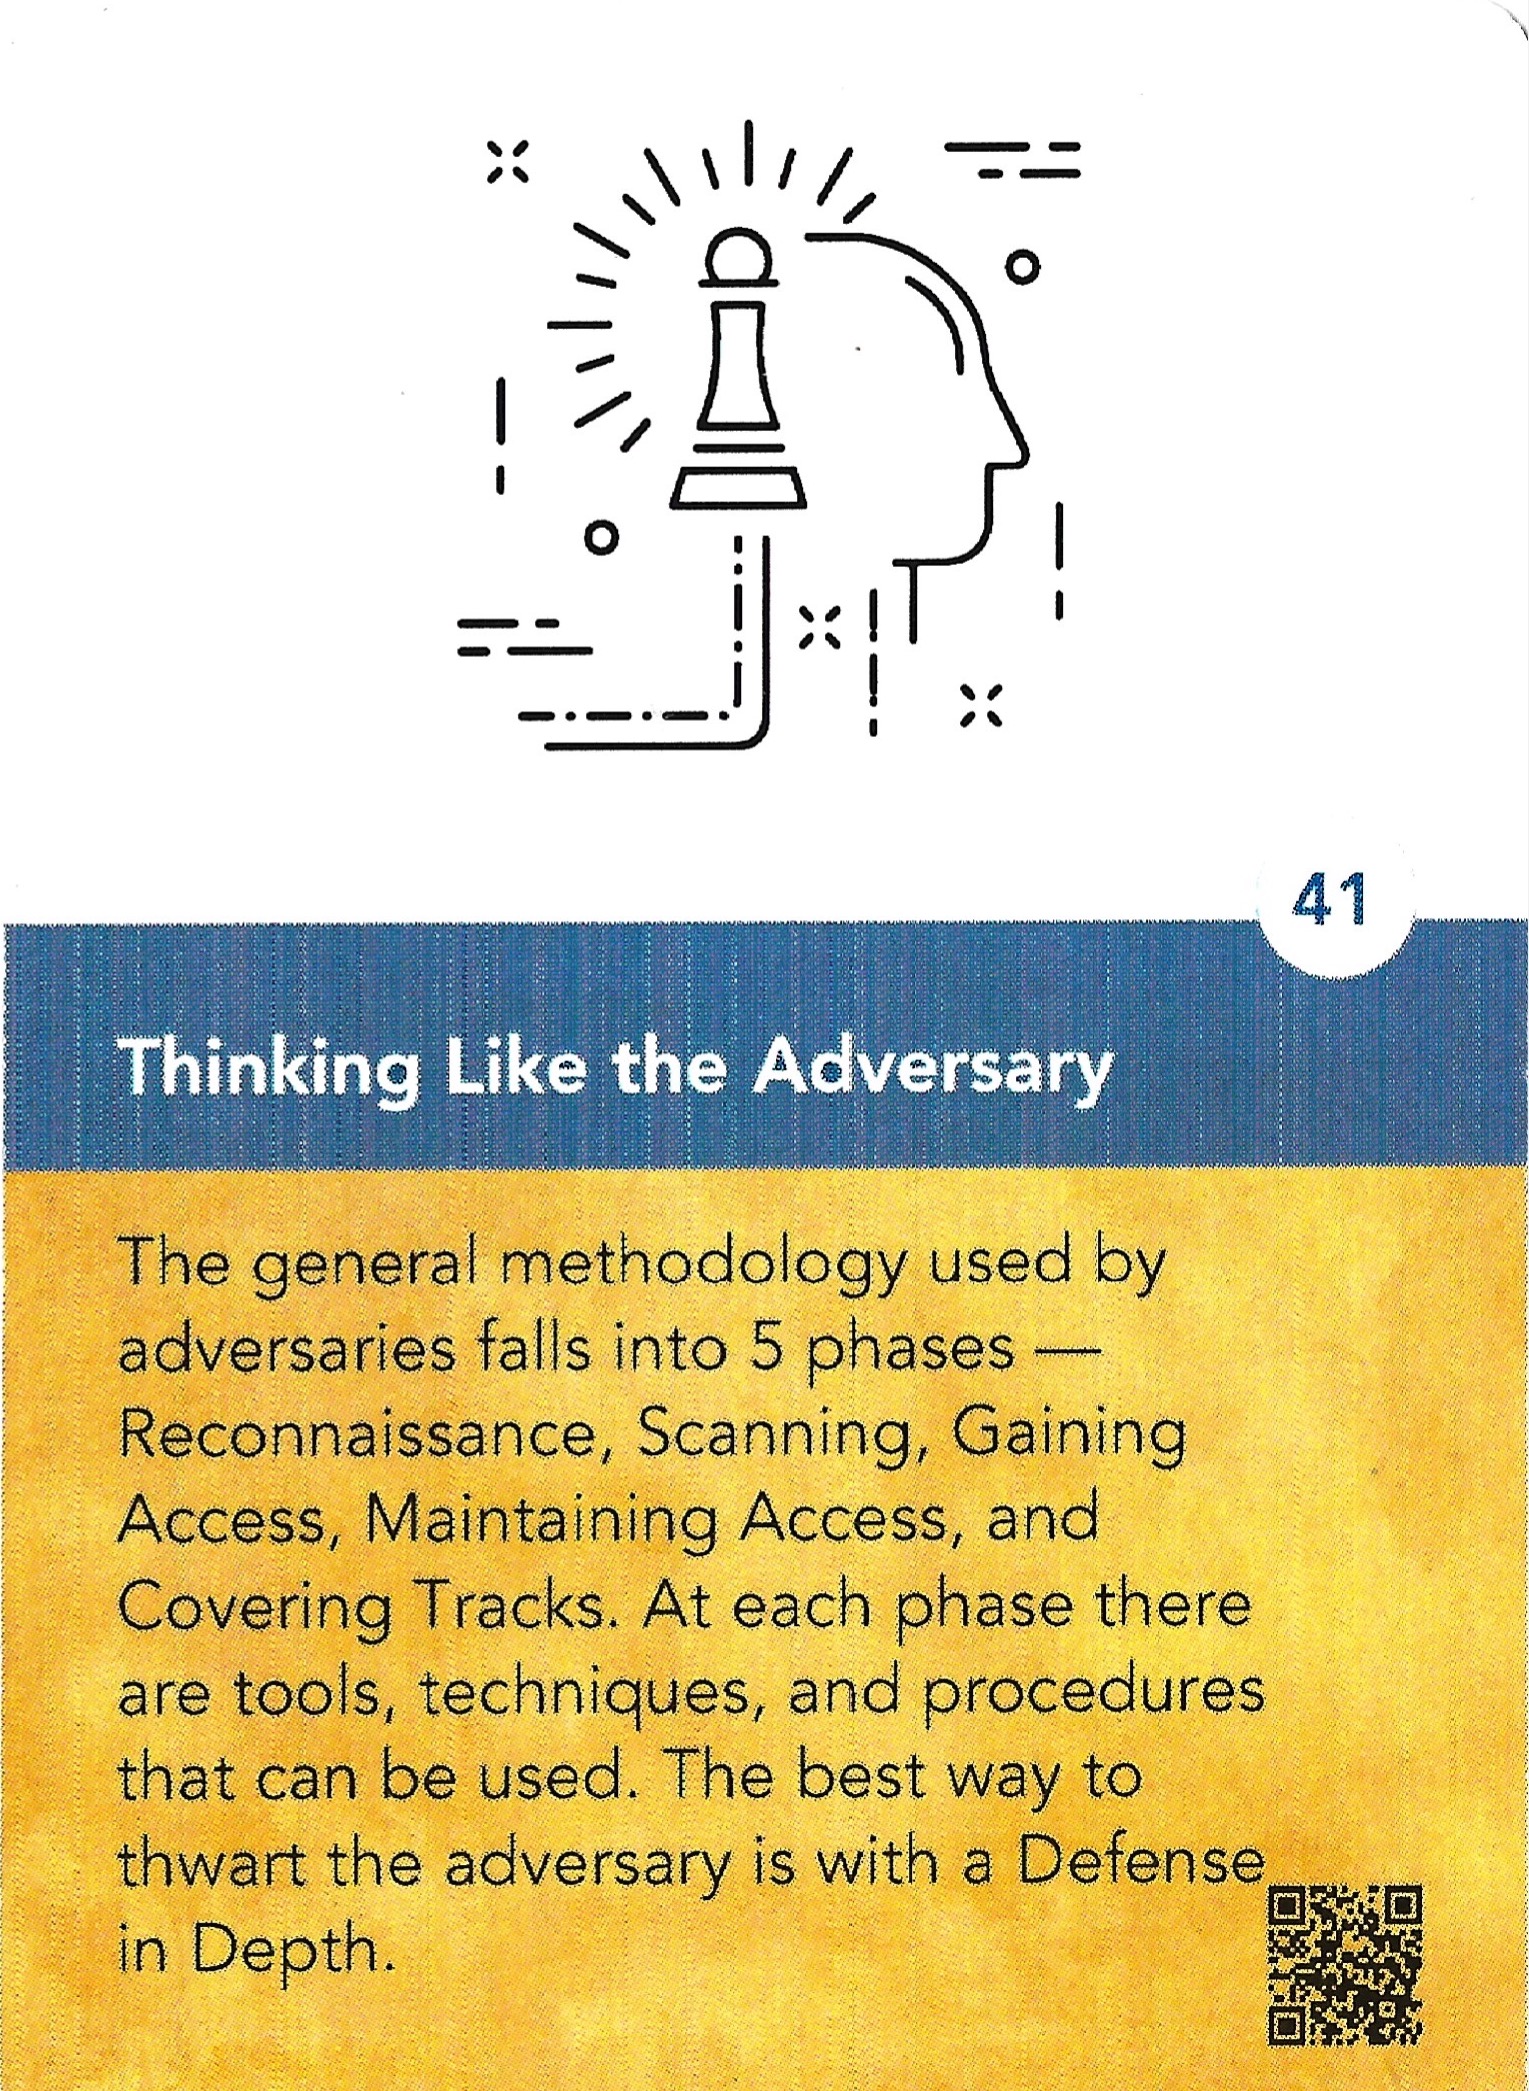 41
Thinking Like the Adversary
The general methodology used by
adversaries falls into 5 phases —
Reconnaissance, Scanning, Gaining
Access, Maintaining Access, and
Covering Tracks. At each phase there
are tools, techniques, and procedures
that can be used. The best way to
thwart the adversary is with a Defense
in Depth.